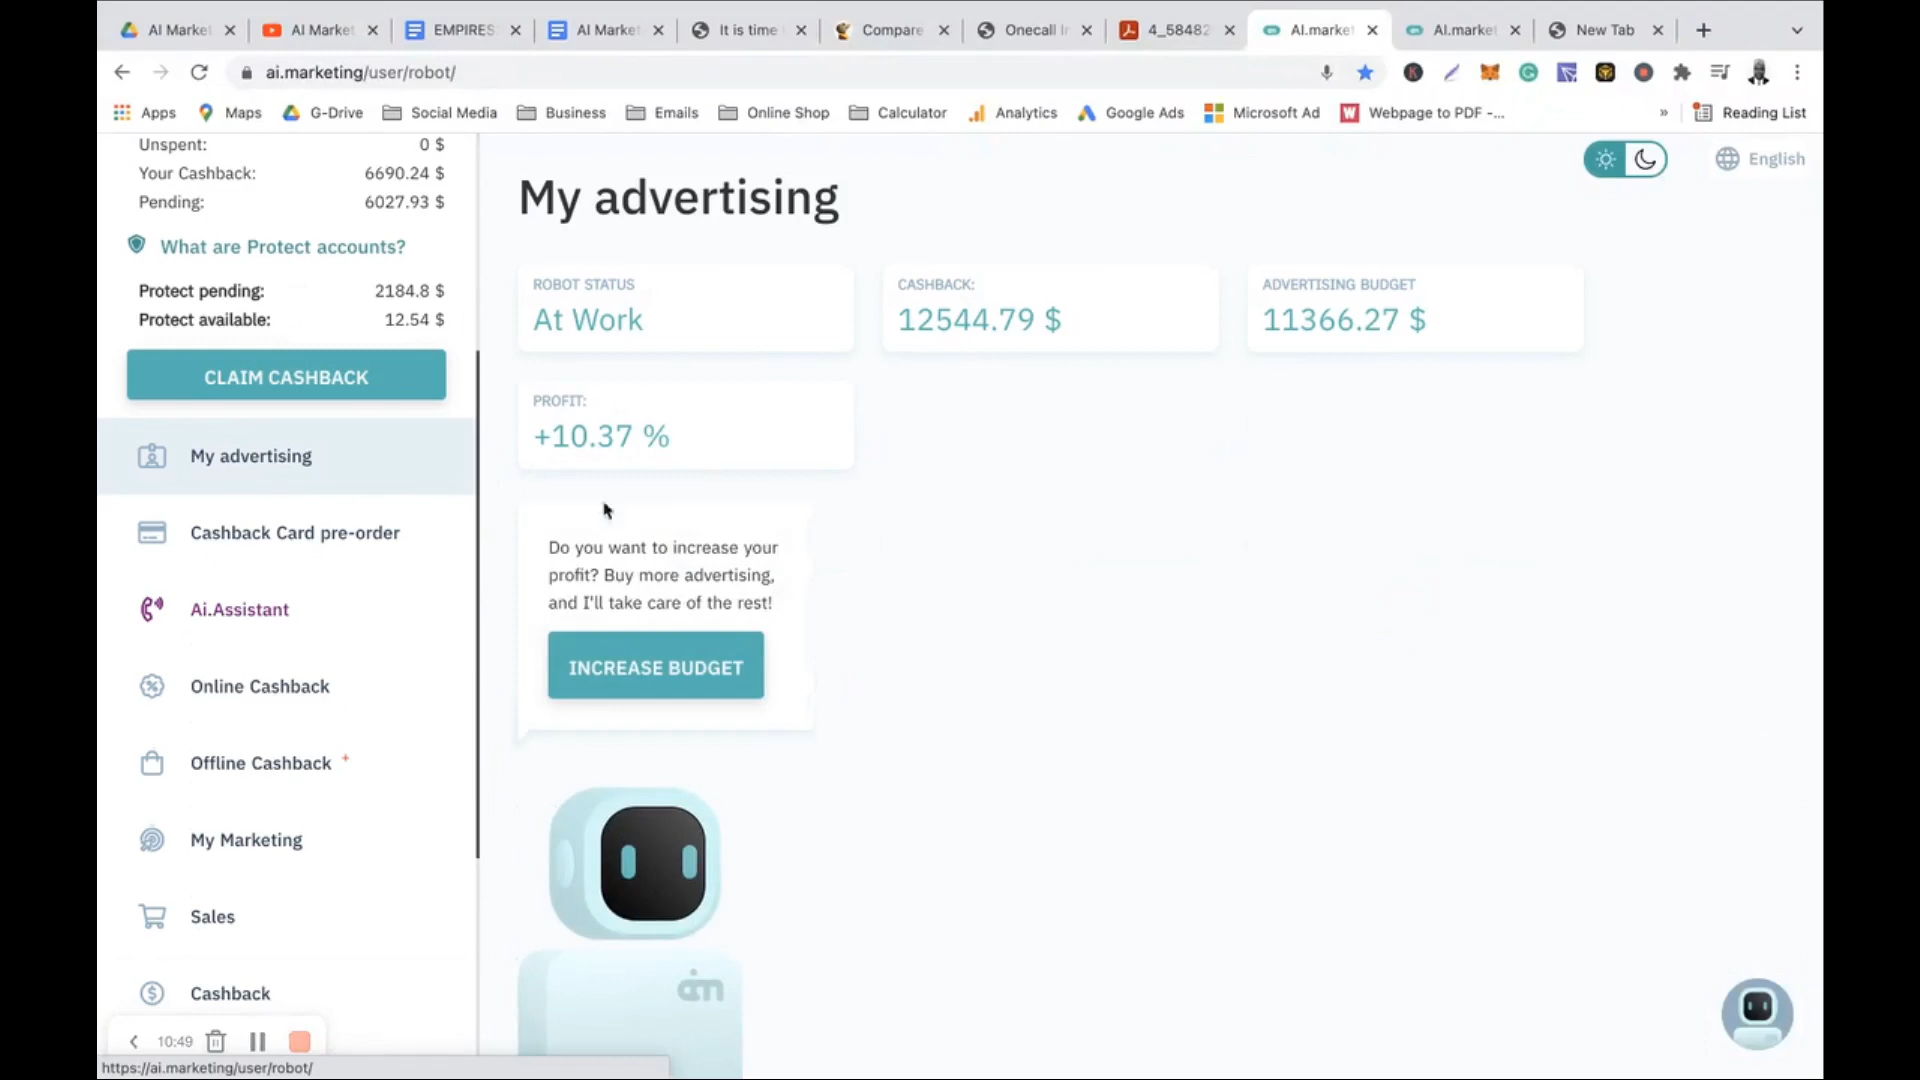 AI Market
AI Market
EMPIRES
AI Market
It is time
Compare
Onecall In
4_58482
AI.market
AI.market
New Tab
ai.marketing/user/robot/
Apps
Maps
G-Drive
Social Media
Business
Emails
Online Shop
Calculator
Analytics
Google Ads
Microsoft Ad
Webpage to PDF -...
»
Reading List
Unspent: 0 $
Your Cashback: 6690.24 $
Pending: 6027.93 $
What are Protect accounts?
Protect pending: 2184.8 $
Protect available: 12.54 $
CLAIM CASHBACK
My advertising
Cashback Card pre-order
Ai.Assistant
Online Cashback
Offline Cashback +
My Marketing
Sales
Cashback
10:49
https://ai.marketing/user/robot/
English
My advertising
ROBOT STATUS
At Work
CASHBACK:
12544.79 $
ADVERTISING BUDGET
11366.27 $
PROFIT:
+10.37 %
Do you want to increase your
profit? Buy more advertising,
and I'll take care of the rest!
INCREASE BUDGET
aim